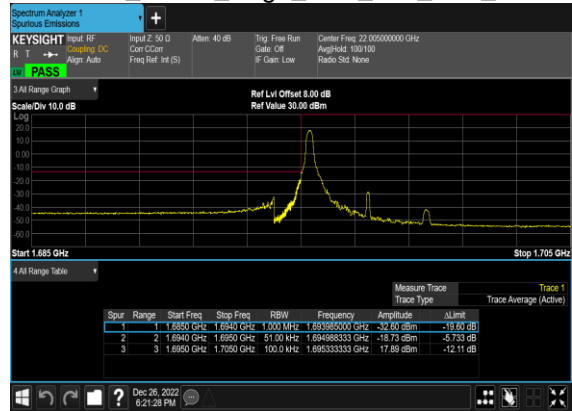 Spectrum Analyzer 1
Spurious Emissions
KEYSIGHT Input: RF Input Z: 50 Ω Atten: 40 dB Trig: Free Run Center Freq: 22.005000000 GHz
R T Coupling: DC Corr CCorr Gate: Off Avg|Hold: 100/100
Align: Auto Freq Ref: Int (S) IF Gain: Low Radio Std: None
PASS
3 All Range Graph Ref Lvl Offset 8.00 dB
Scale/Div 10.0 dB Ref Value 30.00 dBm
Log
20.0
10.0
0.00
-10.0
-20.0
-30.0
-40.0
-50.0
-60.0
Start 1.685 GHz Stop 1.705 GHz
4 All Range Table
Measure Trace Trace 1
Trace Type Trace Average (Active)
Spur Range Start Freq Stop Freq RBW Frequency Amplitude ΔLimit
1 1 1.6850 GHz 1.6940 GHz 1.000 MHz 1.693985000 GHz -32.60 dBm -19.60 dB
2 2 1.6940 GHz 1.6950 GHz 51.00 kHz 1.694988333 GHz -18.73 dBm -5.733 dB
3 3 1.6950 GHz 1.7050 GHz 100.0 kHz 1.695333333 GHz 17.89 dBm -12.11 dB
? Dec 26, 2022
6:21:28 PM